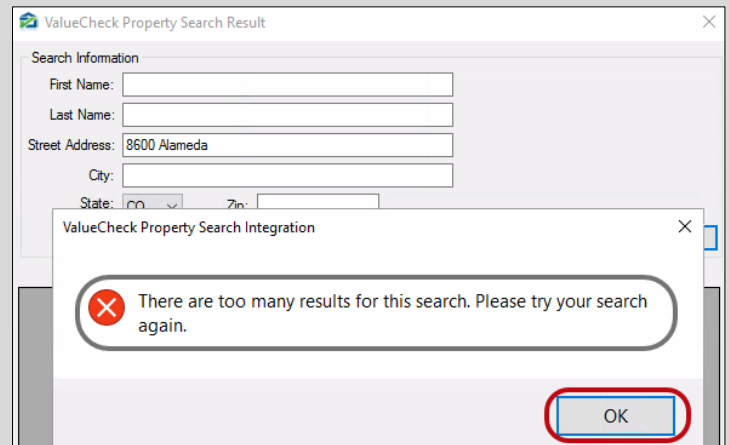 ValueCheck Property Search Result
Search Information
First Name:
Last Name:
Street Address: 8600 Alameda
City:
State: CO Zip:
ValueCheck Property Search Integration
There are too many results for this search. Please try your search
again.
OK